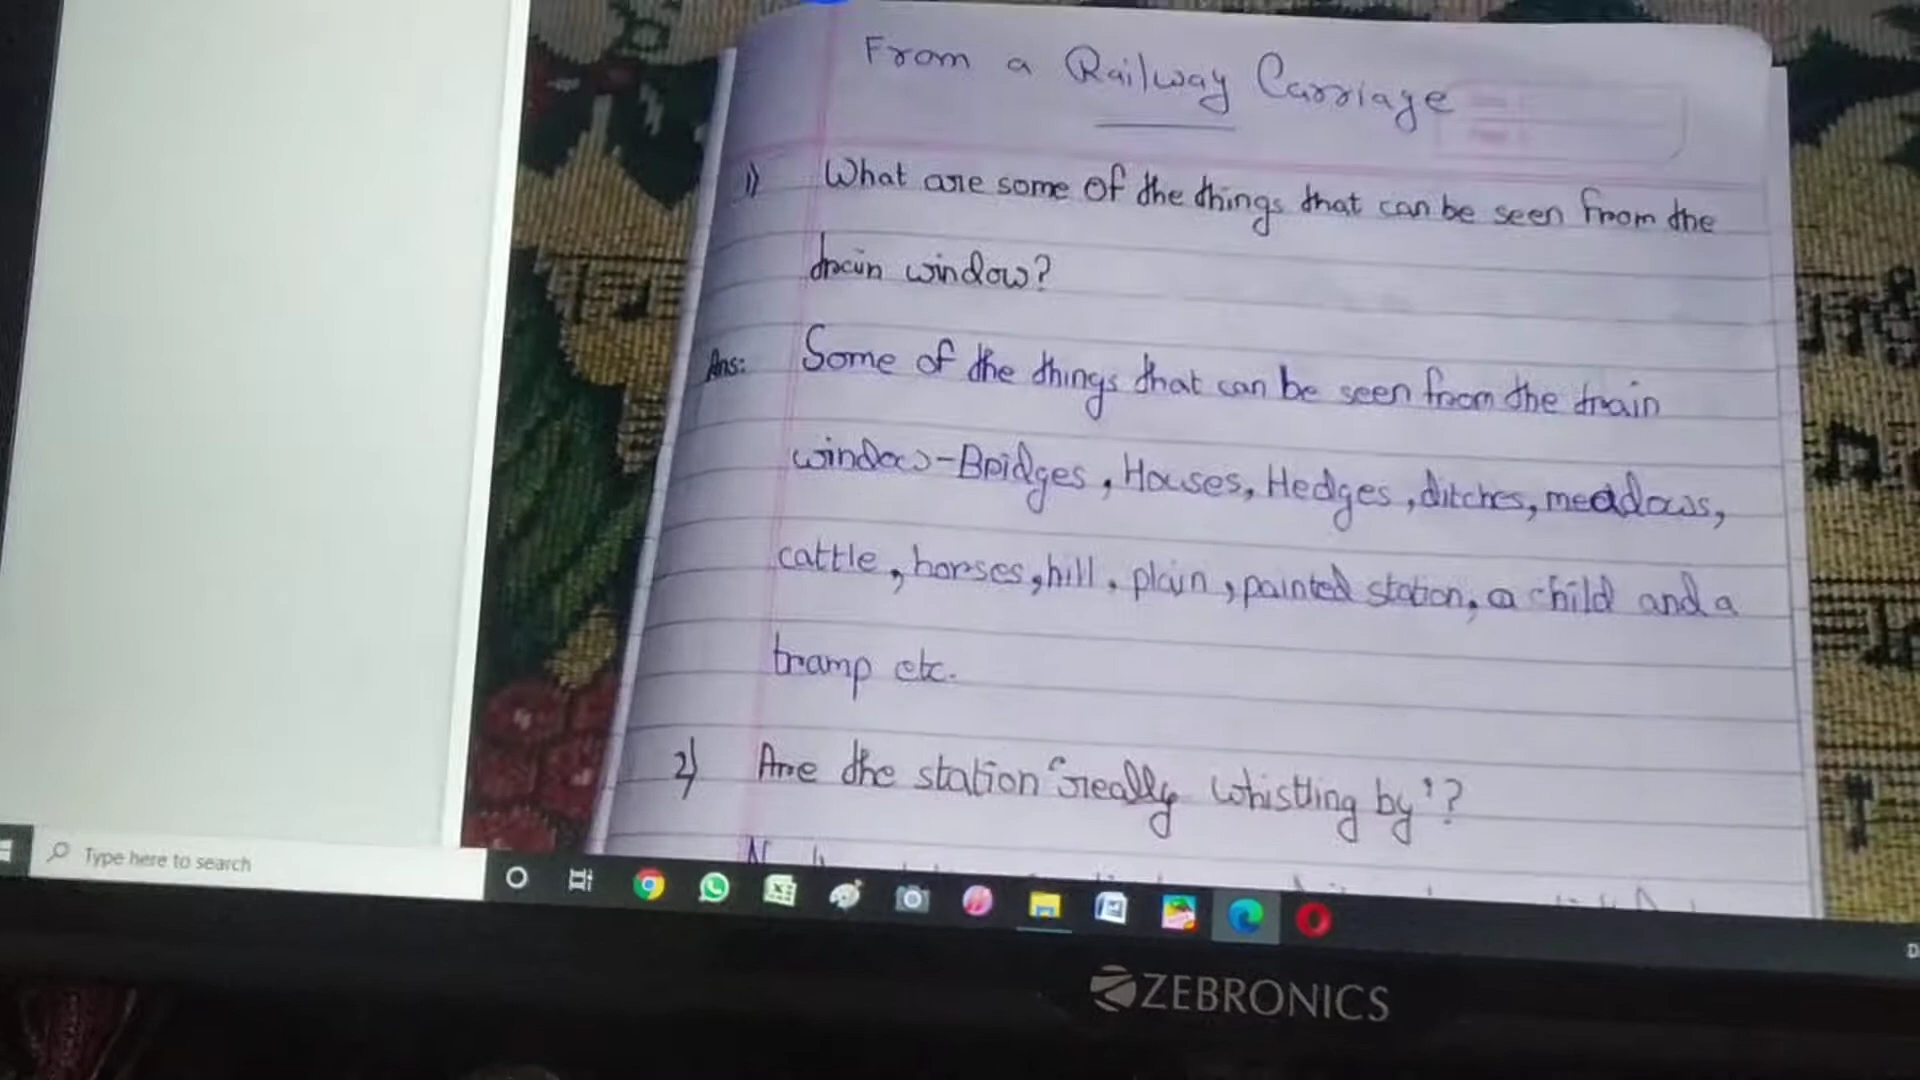 From a Railway Carriage
1) What are some of the things that can be seen from the
train window?
Ans: Some of the things that can be seen from the train
window-Bridges, Houses, Hedges, ditches, meadows,
cattle, horses, hill, plain, painted station, a child and a
tramp etc.
2) Are the station "really whistling by"?
Type here to search
ZEBRONICS